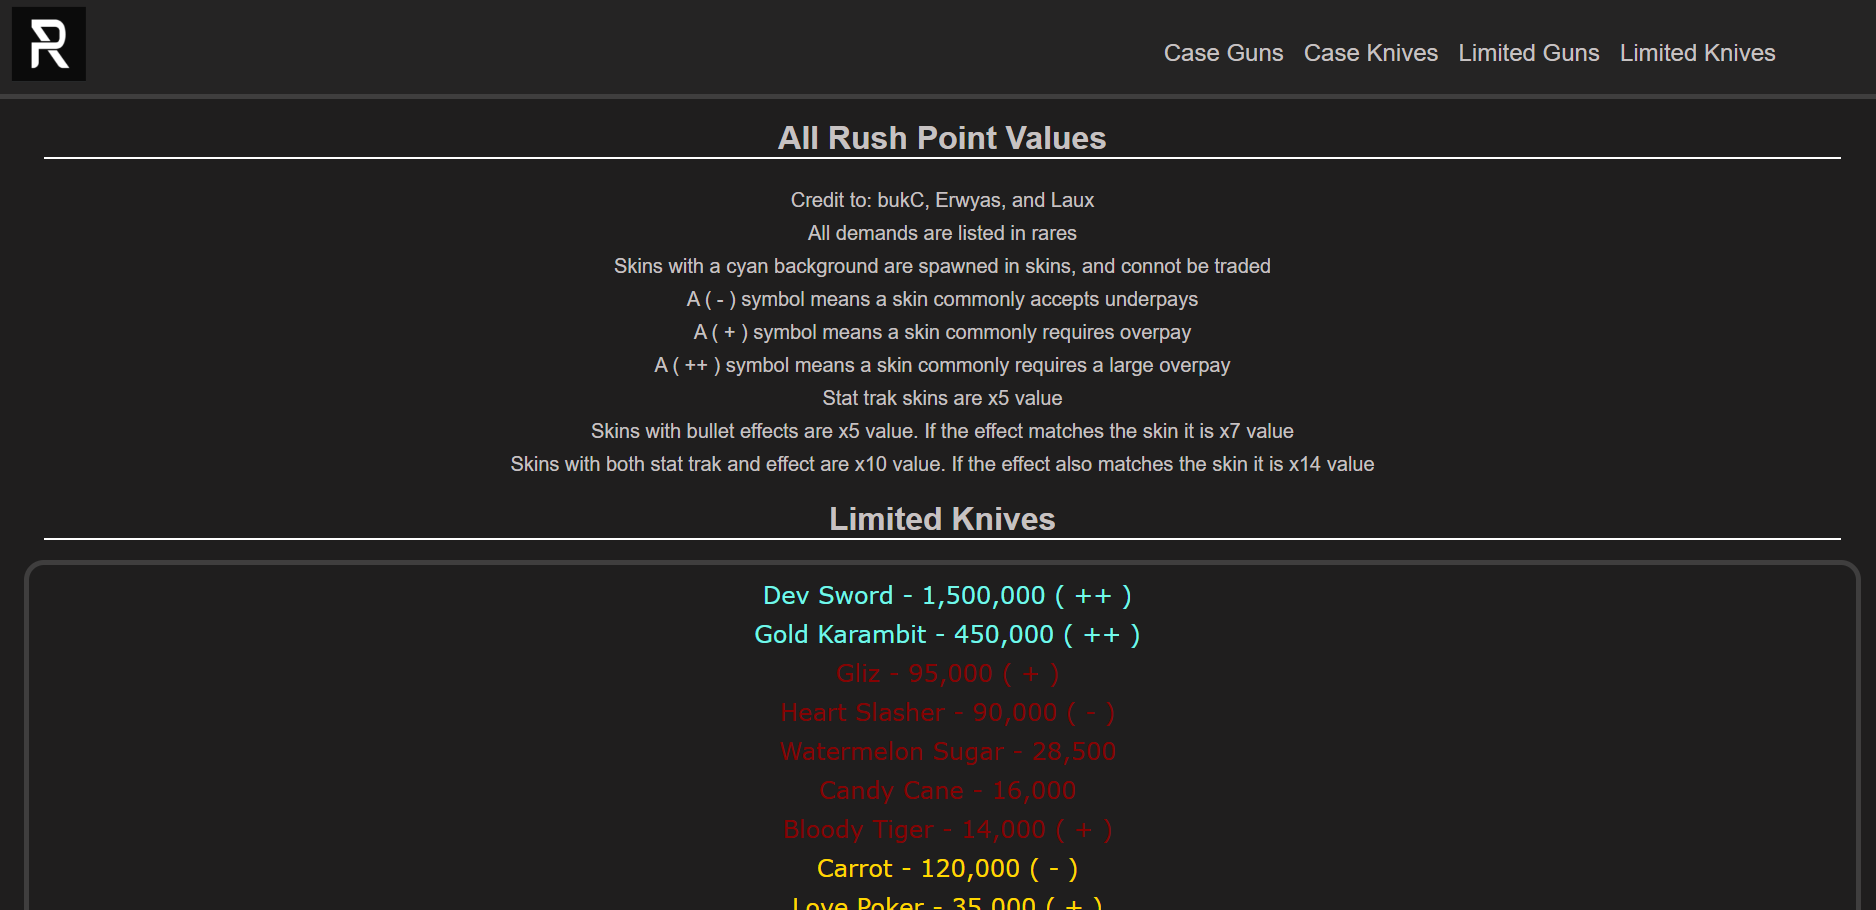 R
Case Guns Case Knives Limited Guns Limited Knives
All Rush Point Values
Credit to: bukC, Erwyas, and Laux
All demands are listed in rares
Skins with a cyan background are spawned in skins, and connot be traded
A ( - ) symbol means a skin commonly accepts underpays
A ( + ) symbol means a skin commonly requires overpay
A ( ++ ) symbol means a skin commonly requires a large overpay
Stat trak skins are x5 value
Skins with bullet effects are x5 value. If the effect matches the skin it is x7 value
Skins with both stat trak and effect are x10 value. If the effect also matches the skin it is x14 value
Limited Knives
Dev Sword - 1,500,000 ( ++ )
Gold Karambit - 450,000 ( ++ )
Gliz - 95,000 ( + )
Heart Slasher - 90,000 ( - )
Watermelon Sugar - 28,500
Candy Cane - 16,000
Bloody Tiger - 14,000 ( + )
Carrot - 120,000 ( - )
Love Poker - 35,000 ( + )